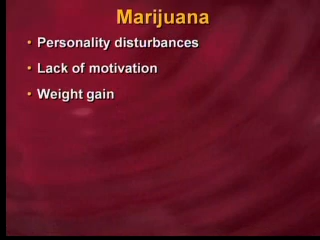 Marijuana
• Personality disturbances
• Lack of motivation
• Weight gain